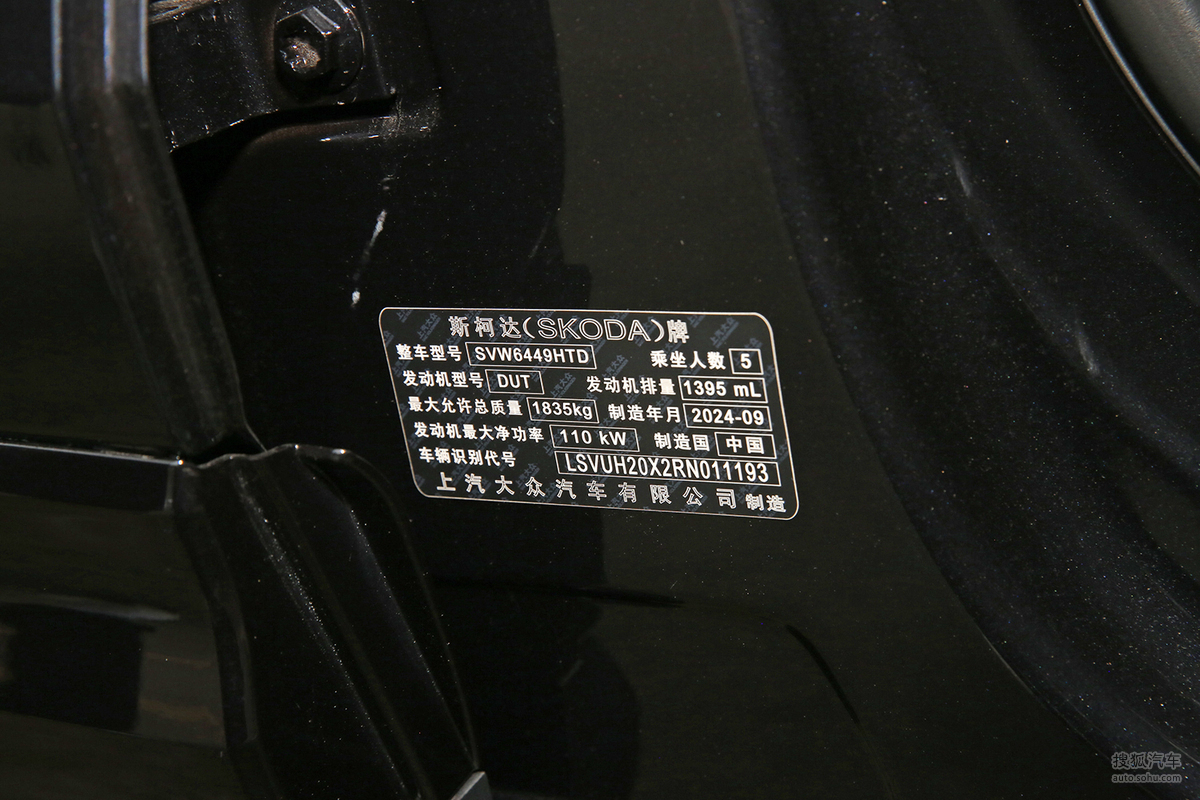 斯柯达(SKODA)牌
整车型号 SVW6449HTD 乘坐人数 5
发动机型号 DUT 发动机排量 1395 mL
最大允许总质量 1835kg 制造年月 2024-09
发动机最大净功率 110 kW 制造国 中国
车辆识别代号 LSVUH20X2RN011193
上汽大众汽车有限公司 制造
搜狐汽车
auto.sohu.com